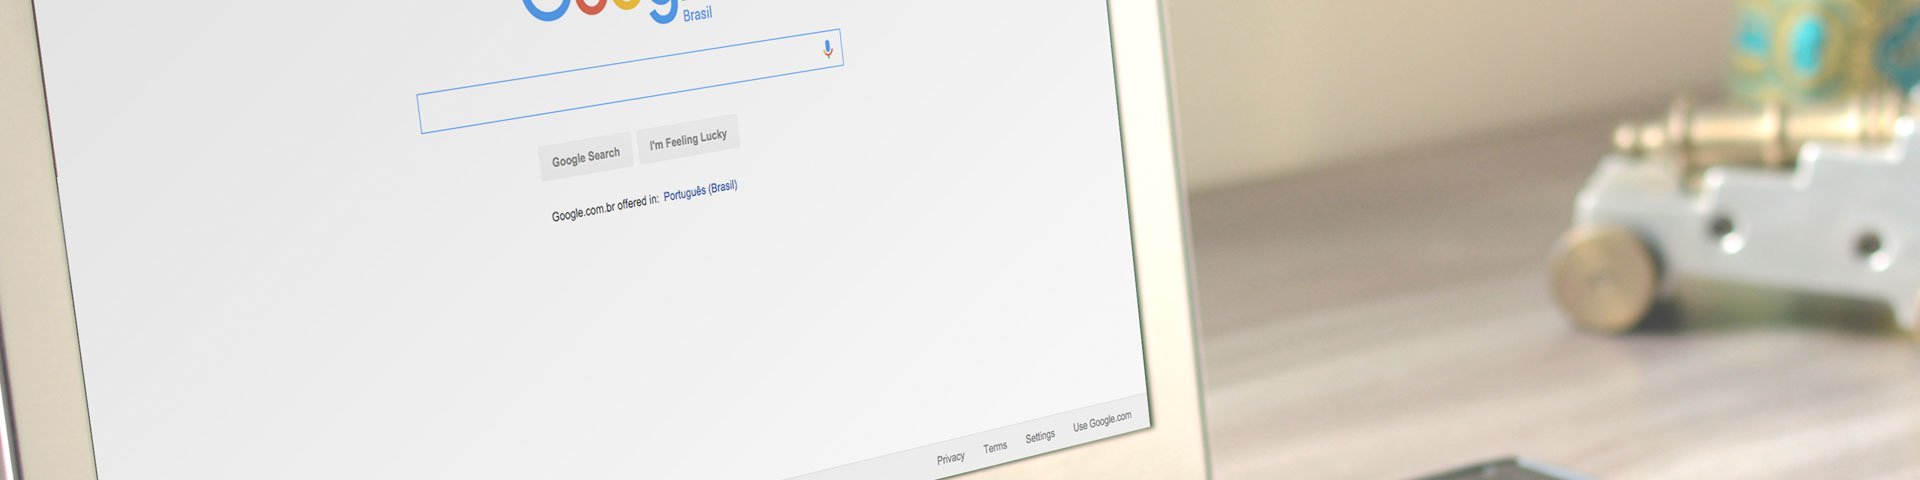 Google
Brasil
Google Search
I'm Feeling Lucky
Google.com.br offered in: Português (Brasil)
Privacy
Terms
Settings
Use Google.com